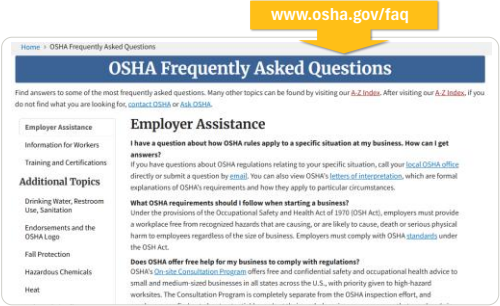 www.osha.gov/faq
Home › OSHA Frequently Asked Questions
OSHA Frequently Asked Questions
Find answers to some of the most frequently asked questions. Many other topics can be found by visiting our A-Z Index. After visiting our A-Z Index, if you
do not find what you are looking for, contact OSHA or Ask OSHA.
Employer Assistance
Information for Workers
Training and Certifications
Additional Topics
Drinking Water, Restroom
Use, Sanitation
Endorsements and the
OSHA Logo
Fall Protection
Hazardous Chemicals
Heat
Employer Assistance
I have a question about how OSHA rules apply to a specific situation at my business. How can I get
answers?
If you have questions about OSHA regulations relating to your specific situation, call your local OSHA office
directly or submit a question by email. You can also view OSHA's letters of interpretation, which are formal
explanations of OSHA's requirements and how they apply to particular circumstances.
What OSHA requirements should I follow when starting a business?
Under the provisions of the Occupational Safety and Health Act of 1970 (OSH Act), employers must provide
a workplace free from recognized hazards that are causing, or are likely to cause, death or serious physical
harm to employees regardless of the size of business. Employers must comply with OSHA standards under
the OSH Act.
Does OSHA offer free help for my business to comply with regulations?
OSHA's On-site Consultation Program offers free and confidential safety and occupational health advice to
small and medium-sized businesses in all states across the U.S., with priority given to high-hazard
worksites. The Consultation Program is completely separate from the OSHA inspection effort, and